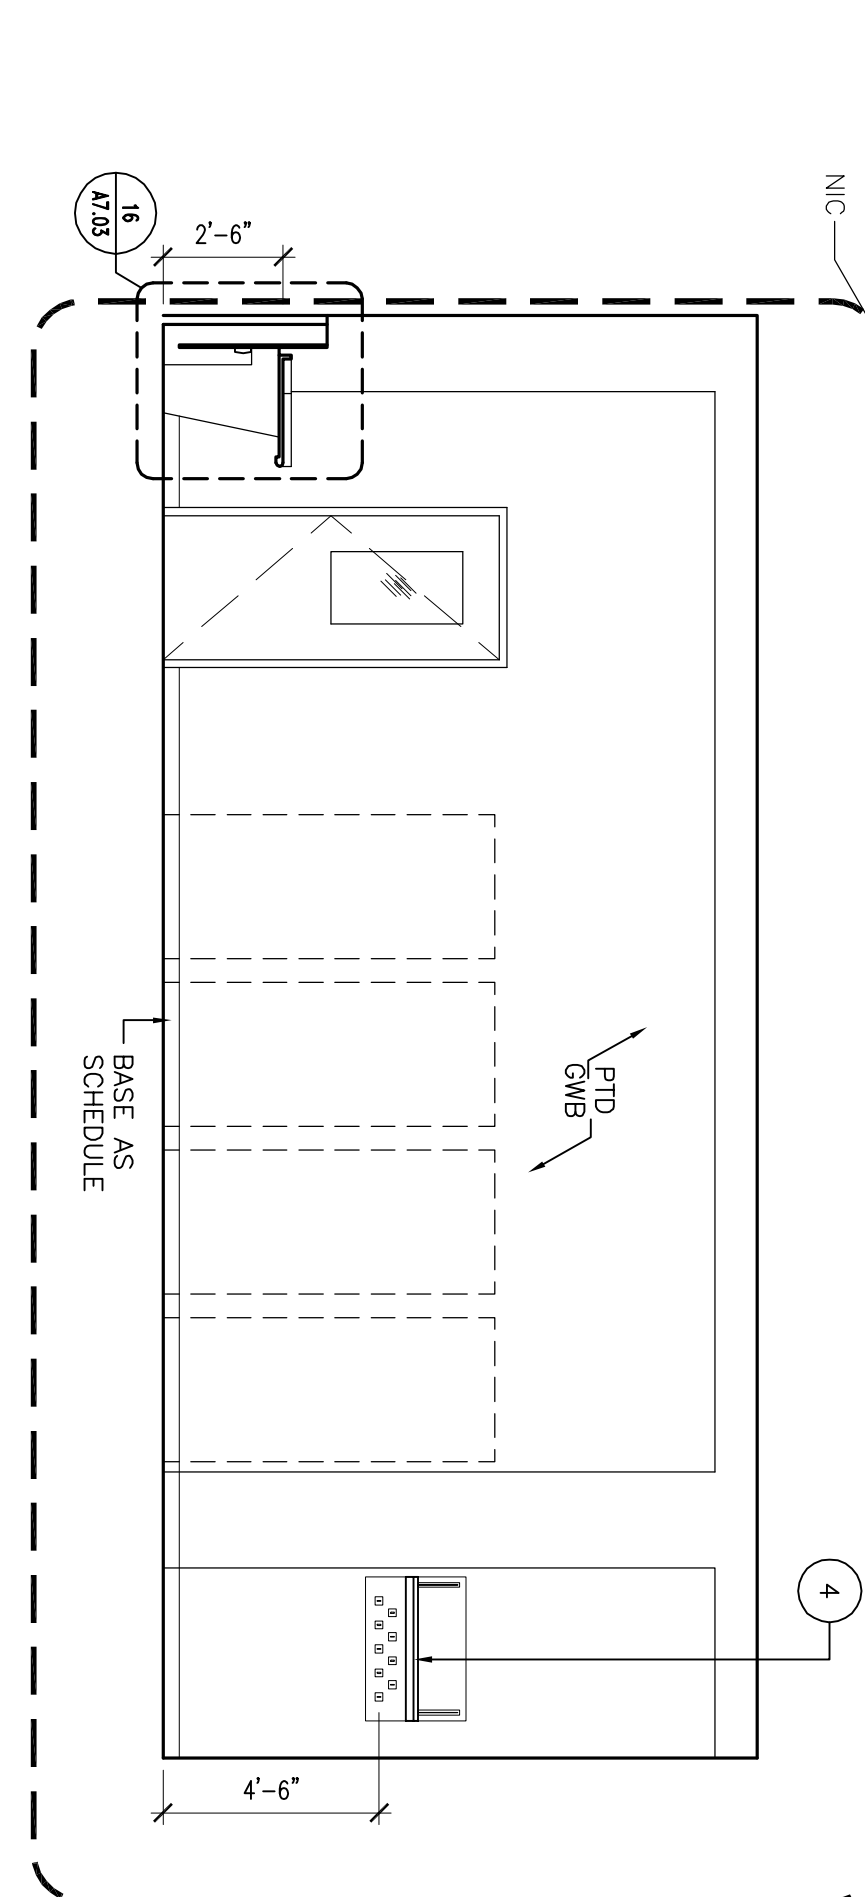 NIC
16
A7.03
2'-6"
PTD
GWB
BASE AS
SCHEDULE
4
4'-6"